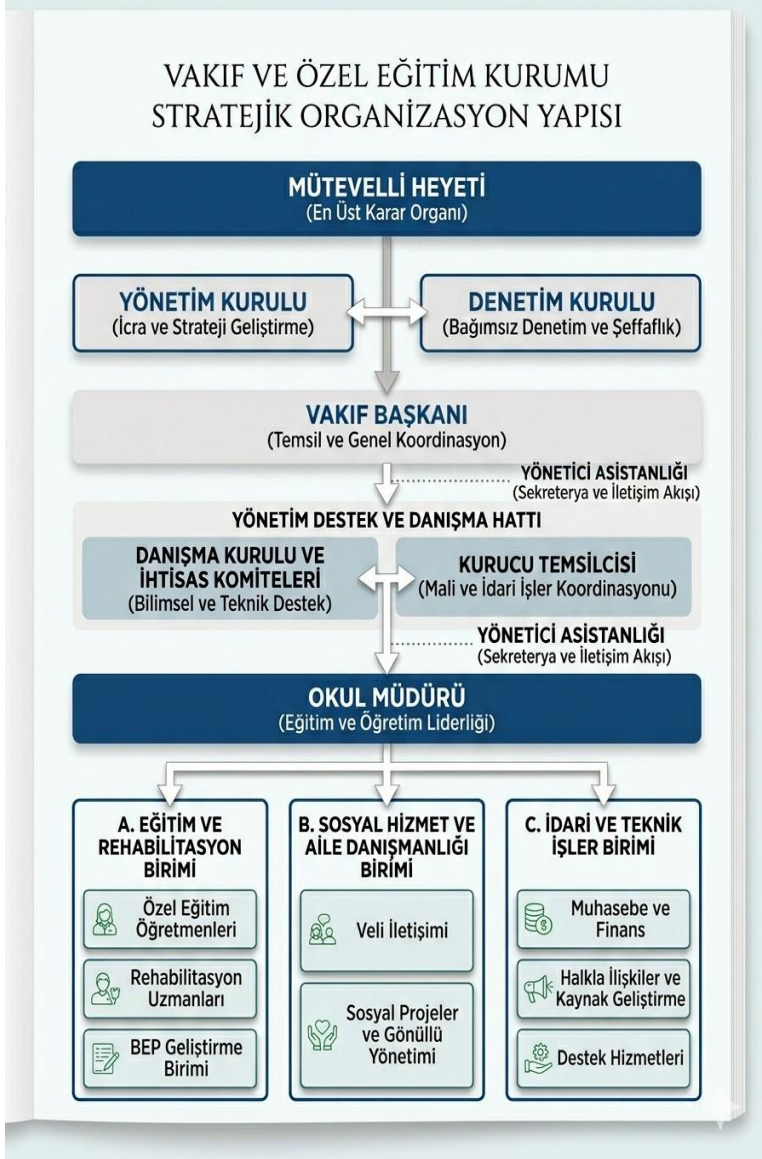 VAKIF VE ÖZEL EĞİTİM KURUMU
STRATEJİK ORGANİZASYON YAPISI
MÜTEVELLİ HEYETİ
(En Üst Karar Organı)
YÖNETİM KURULU
(İcra ve Strateji Geliştirme)
DENETİM KURULU
(Bağımsız Denetim ve Şeffaflık)
VAKIF BAŞKANI
(Temsil ve Genel Koordinasyon)
YÖNETİCİ ASİSTANLIĞI
(Sekreterya ve İletişim Akışı)
YÖNETİM DESTEK VE DANIŞMA HATTI
DANIŞMA KURULU VE
İHTİSAS KOMİTELERİ
(Bilimsel ve Teknik Destek)
KURUCU TEMSİLCİSİ
(Mali ve İdari İşler Koordinasyonu)
YÖNETİCİ ASİSTANLIĞI
(Sekreterya ve İletişim Akışı)
OKUL MÜDÜRÜ
(Eğitim ve Öğretim Liderliği)
A. EĞİTİM VE
REHABİLİTASYON
BİRİMİ
Özel Eğitim
Öğretmenleri
Rehabilitasyon
Uzmanları
BEP Geliştirme
Birimi
B. SOSYAL HİZMET VE
AİLE DANIŞMANLIĞI
BİRİMİ
Veli İletişimi
Sosyal Projeler
ve Gönüllü
Yönetimi
C. İDARİ VE TEKNİK
İŞLER BİRİMİ
Muhasebe ve
Finans
Halkla İlişkiler ve
Kaynak Geliştirme
Destek Hizmetleri